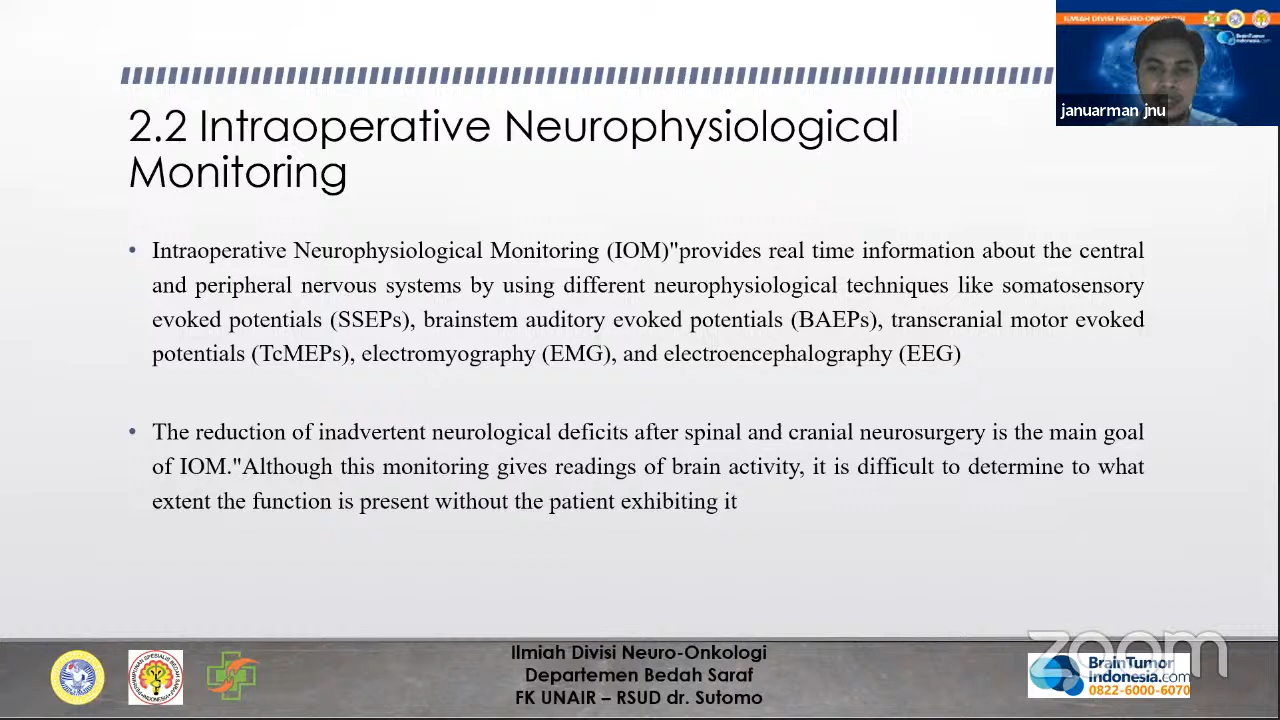 ILMIAH DIVISI NEURO-ONKOLOGI
BrainTumor
Indonesia.com
januarman jnu
2.2 Intraoperative Neurophysiological
Monitoring
• Intraoperative Neurophysiological Monitoring (IOM)"provides real time information about the central
and peripheral nervous systems by using different neurophysiological techniques like somatosensory
evoked potentials (SSEPs), brainstem auditory evoked potentials (BAEPs), transcranial motor evoked
potentials (TcMEPs), electromyography (EMG), and electroencephalography (EEG)
• The reduction of inadvertent neurological deficits after spinal and cranial neurosurgery is the main goal
of IOM."Although this monitoring gives readings of brain activity, it is difficult to determine to what
extent the function is present without the patient exhibiting it
Ilmiah Divisi Neuro-Onkologi
Departemen Bedah Saraf
FK UNAIR – RSUD dr. Sutomo
zoom
BrainTumor
Indonesia.com
0822-6000-6070